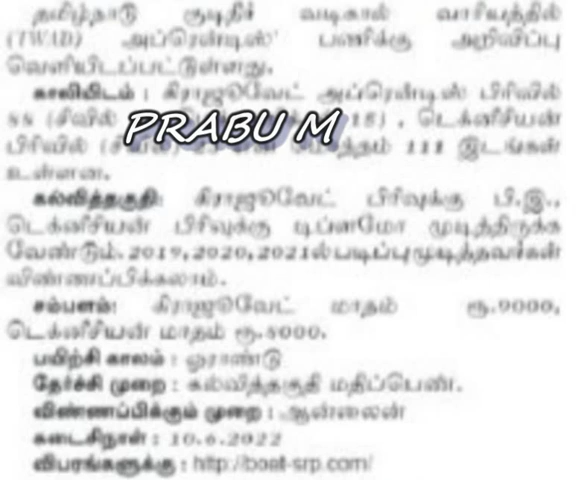 தமிழ்நாடு குடிநீர் வடிகால் வாரியத்தில்
(TWAD) அப்ரென்டிஸ்' பணிக்கு அறிவிப்பு
வெளியிடப்பட்டுள்ளது.
காலியிடம் : கிராஜூவேட் அப்ரென்டிஸ் பிரிவில்
88 (சிவில் PRABU M 18) , டெக்னீசியன்
பிரிவில் 111 இடங்கள்
உள்ளன.
கல்வித்தகுதி: கிராஜூவேட் பிரிவுக்கு பி.இ.,
டெக்னீசியன் பிரிவுக்கு டிப்ளமோ முடித்திருக்க
வேண்டும். 2019, 2020, 2021ல் படிப்பு முடித்தவர்கள்
விண்ணப்பிக்கலாம்.
சம்பளம்: கிராஜூவேட் மாதம் ரூ.9000,
டெக்னீசியன் மாதம் ரூ.8000.
பயிற்சி காலம் : ஓராண்டு
தேர்ச்சி முறை : கல்வித்தகுதி மதிப்பெண்.
விண்ணப்பிக்கும் முறை : ஆன்லைன்
கடைசிநாள் : 10.6.2022
விபரங்களுக்கு : http://boat-srp.com/